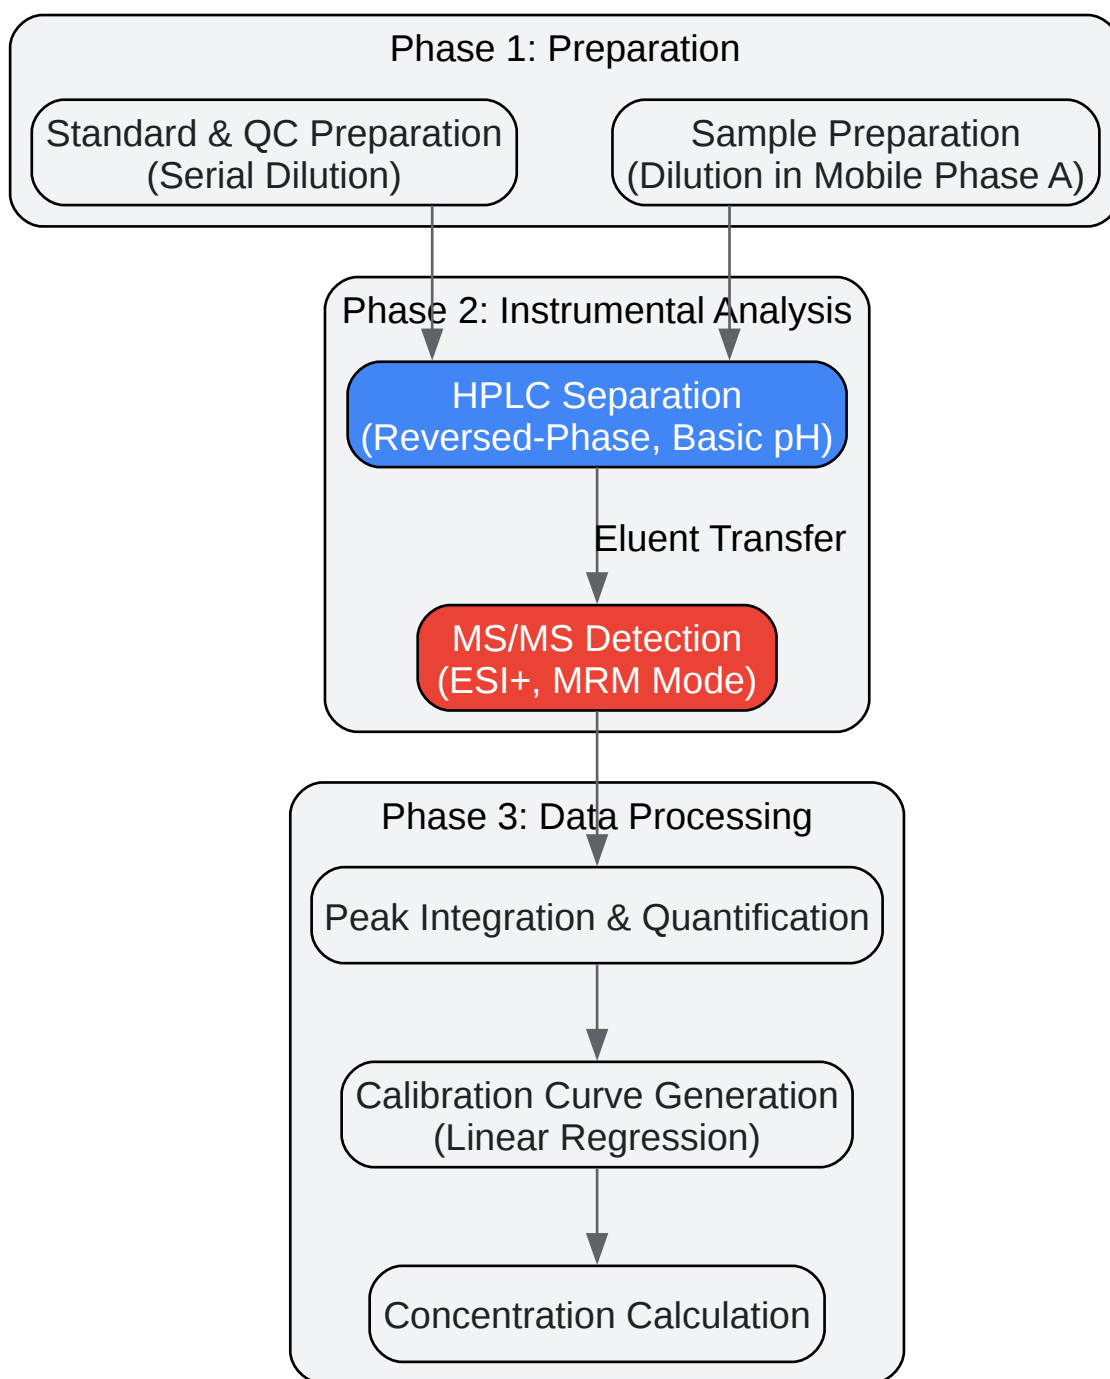 Phase 1: Preparation
Standard & QC Preparation
(Serial Dilution)
Sample Preparation
(Dilution in Mobile Phase A)
Phase 2: Instrumental Analysis
HPLC Separation
(Reversed-Phase, Basic pH)
Eluent Transfer
MS/MS Detection
(ESI+, MRM Mode)
Phase 3: Data Processing
Peak Integration & Quantification
Calibration Curve Generation
(Linear Regression)
Concentration Calculation